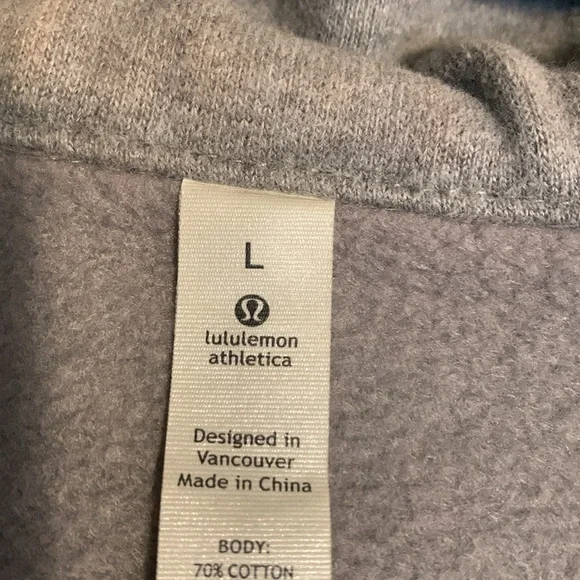 L
lululemon
athletica
Designed in
Vancouver
Made in China
BODY:
70% COTTON